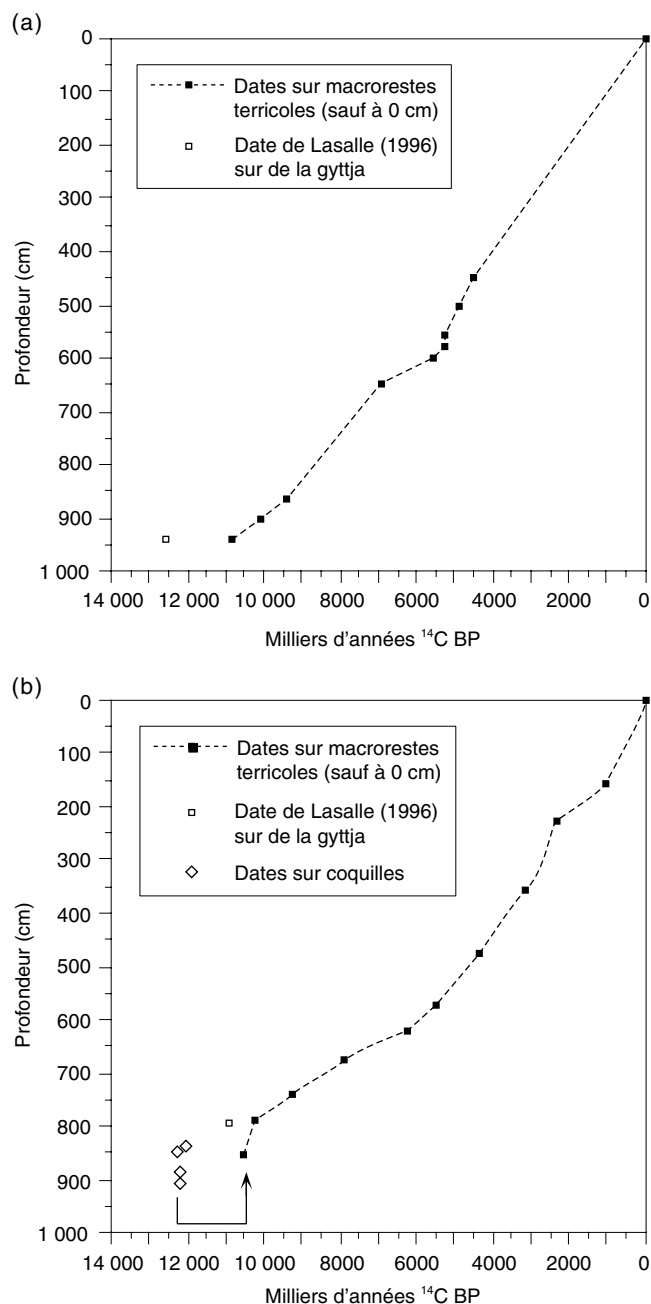 (a)
0
100
200
300
400
500
600
700
800
900
1 000
Profondeur (cm)
Dates sur macrorestes
terricoles (sauf à 0 cm)
Date de Lasalle (1996)
sur de la gyttja
14 000 12 000 10 000 8000 6000 4000 2000 0
Milliers d'années ¹⁴C BP
(b)
0
100
200
300
400
500
600
700
800
900
1 000
Profondeur (cm)
Dates sur macrorestes
terricoles (sauf à 0 cm)
Date de Lasalle (1996)
sur de la gyttja
Dates sur coquilles
14 000 12 000 10 000 8000 6000 4000 2000 0
Milliers d'années ¹⁴C BP